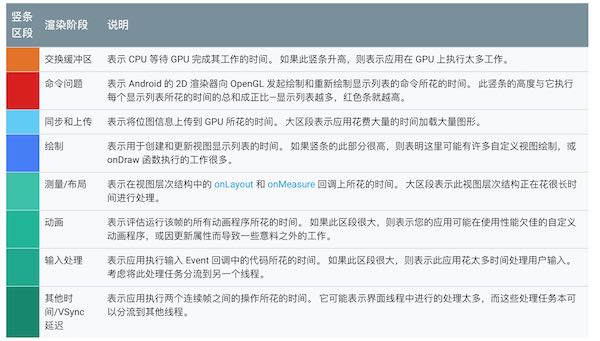 竖条区段 渲染阶段 说明
交换缓冲区 表示 CPU 等待 GPU 完成其工作的时间。 如果此竖条升高，则表示应用在 GPU 上执行太多工作。
命令问题 表示 Android 的 2D 渲染器向 OpenGL 发起绘制和重新绘制显示列表的命令所花的时间。 此竖条的高度与它执行
每个显示列表所花的时间的总和成正比—显示列表越多，红色条就越高。
同步和上传 表示将位图信息上传到 GPU 所花的时间。 大区段表示应用花费大量的时间加载大量图形。
绘制 表示用于创建和更新视图显示列表的时间。 如果竖条的此部分很高，则表明这里可能有许多自定义视图绘制，或
onDraw 函数执行的工作很多。
测量/布局 表示在视图层次结构中的 onLayout 和 onMeasure 回调上所花的时间。 大区段表示此视图层次结构正在花很长时
间进行处理。
动画 表示评估运行该帧的所有动画程序所花的时间。 如果此区段很大，则表示您的应用可能在使用性能欠佳的自定义
动画程序，或因更新属性而导致一些意料之外的工作。
输入处理 表示应用执行输入 Event 回调中的代码所花的时间。 如果此区段很大，则表示此应用花太多时间处理用户输入。
考虑将此处理任务分流到另一个线程。
其他时
间/VSync
延迟
表示应用执行两个连续帧之间的操作所花的时间。 它可能表示界面线程中进行的处理太多，而这些处理任务本可
以分流到其他线程。